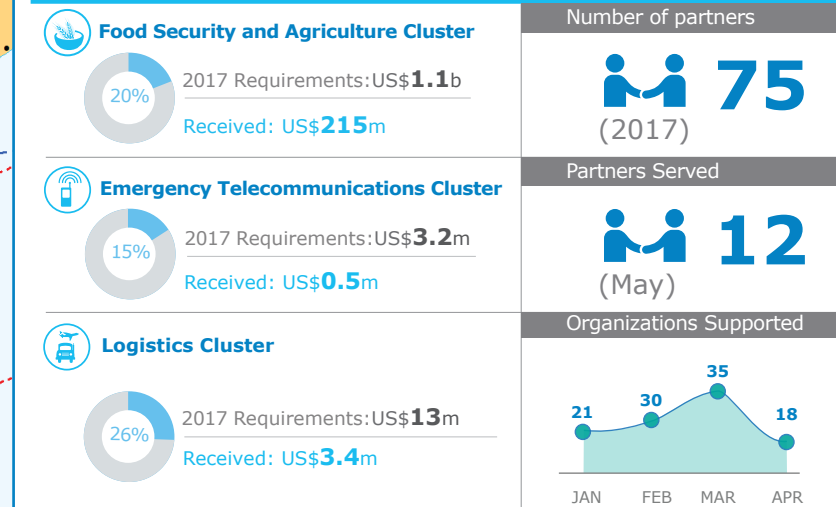 Food Security and Agriculture Cluster
20%
2017 Requirements:US$1.1b
Received: US$215m
Number of partners
75
(2017)
Emergency Telecommunications Cluster
15%
2017 Requirements:US$3.2m
Received: US$0.5m
Partners Served
12
(May)
Logistics Cluster
26%
2017 Requirements:US$13m
Received: US$3.4m
Organizations Supported
21 30 35 18
JAN FEB MAR APR